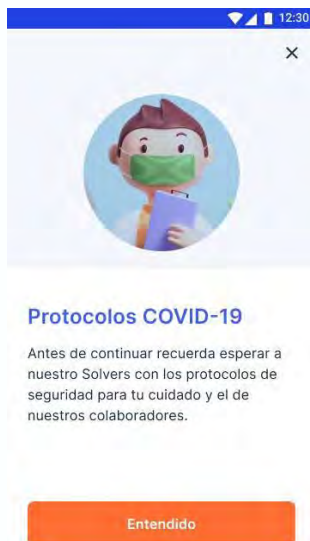 12:30
Protocolos COVID-19
Antes de continuar recuerda esperar a
nuestro Solvers con los protocolos de
seguridad para tu cuidado y el de
nuestros colaboradores.
Entendido